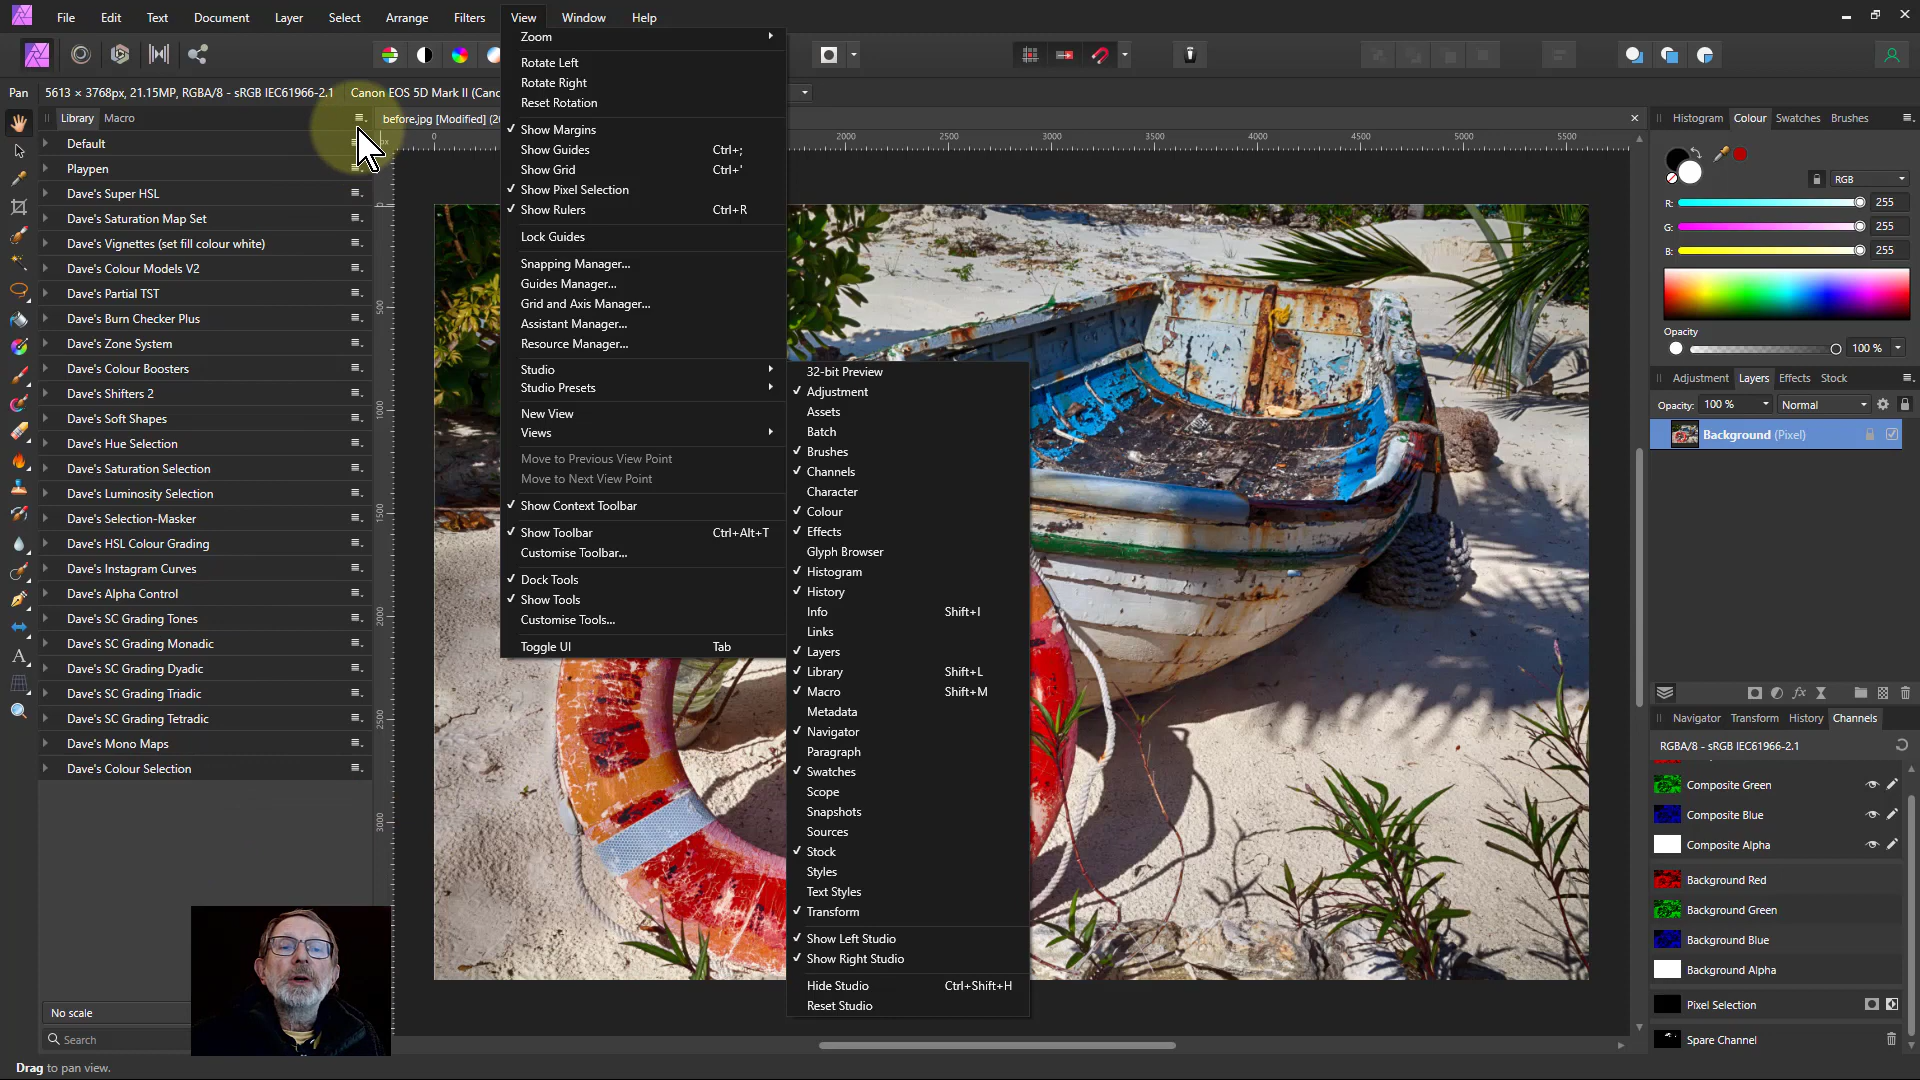 File Edit Text Document Layer Select Arrange Filters View Window Help
Pan 5613 × 3768px, 21.15MP, RGBA/8 - sRGB IEC61966-2.1 Canon EOS 5D Mark II (Canc
Library Macro
Default
Playpen
Dave's Super HSL
Dave's Saturation Map Set
Dave's Vignettes (set fill colour white)
Dave's Colour Models V2
Dave's Partial TST
Dave's Burn Checker Plus
Dave's Zone System
Dave's Colour Boosters
Dave's Shifters 2
Dave's Soft Shapes
Dave's Hue Selection
Dave's Saturation Selection
Dave's Luminosity Selection
Dave's Selection-Masker
Dave's HSL Colour Grading
Dave's Instagram Curves
Dave's Alpha Control
Dave's SC Grading Tones
Dave's SC Grading Monadic
Dave's SC Grading Dyadic
Dave's SC Grading Triadic
Dave's SC Grading Tetradic
Dave's Mono Maps
Dave's Colour Selection
No scale
Search
Drag to pan view.
before.jpg [Modified] (20
0 2000 2500 3000 3500 4000 4500 5000 5500
0
500
1000
1500
2000
2500
3000
Zoom
Rotate Left
Rotate Right
Reset Rotation
Show Margins
Show Guides Ctrl+;
Show Grid Ctrl+'
Show Pixel Selection
Show Rulers Ctrl+R
Lock Guides
Snapping Manager...
Guides Manager...
Grid and Axis Manager...
Assistant Manager...
Resource Manager...
Studio
Studio Presets
New View
Views
Move to Previous View Point
Move to Next View Point
Show Context Toolbar
Show Toolbar Ctrl+Alt+T
Customise Toolbar...
Dock Tools
Show Tools
Customise Tools...
Toggle UI Tab
32-bit Preview
Adjustment
Assets
Batch
Brushes
Channels
Character
Colour
Effects
Glyph Browser
Histogram
History
Info Shift+I
Links
Layers
Library Shift+L
Macro Shift+M
Metadata
Navigator
Paragraph
Swatches
Scope
Snapshots
Sources
Stock
Styles
Text Styles
Transform
Show Left Studio
Show Right Studio
Hide Studio Ctrl+Shift+H
Reset Studio
Histogram Colour Swatches Brushes
RGB
R: 255
G: 255
B: 255
Opacity
100 %
Adjustment Layers Effects Stock
Opacity: 100 % Normal
Background (Pixel)
fx
Navigator Transform History Channels
RGBA/8 - sRGB IEC61966-2.1
Composite Green
Composite Blue
Composite Alpha
Background Red
Background Green
Background Blue
Background Alpha
Pixel Selection
Spare Channel